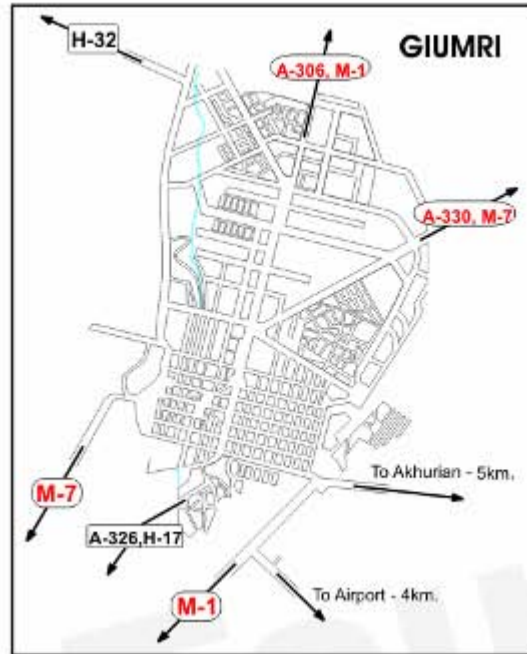 H-32
GIUMRI
A-306, M-1
A-330, M-7
To Akhurian - 5km.
M-7
A-326,H-17
M-1
To Airport - 4km.